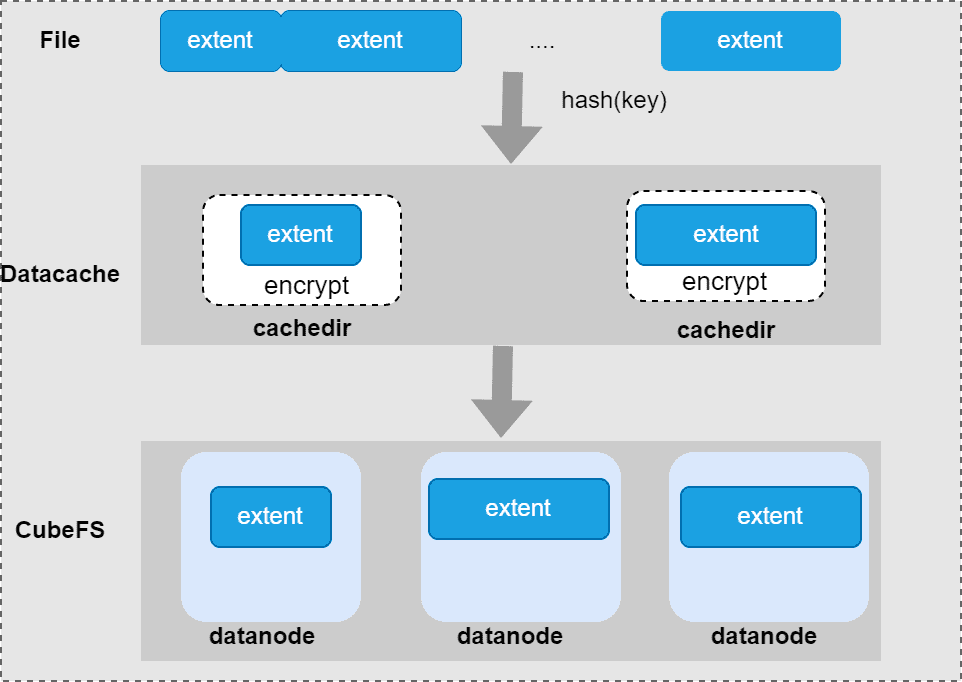 File
extent
extent
....
extent
hash(key)
extent
extent
encrypt
encrypt
Datacache
cachedir
cachedir
extent
extent
extent
CubeFS
datanode
datanode
datanode